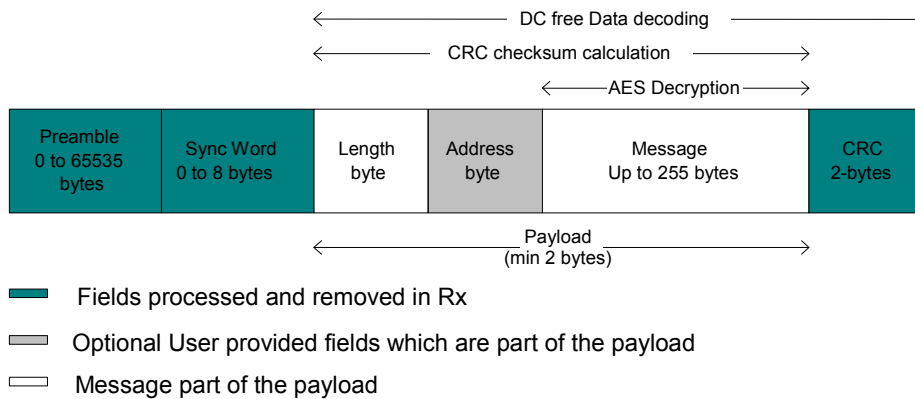 DC free Data decoding
CRC checksum calculation
AES Decryption
Preamble
0 to 65535
bytes
Sync Word
0 to 8 bytes
Length
byte
Address
byte
Message
Up to 255 bytes
CRC
2-bytes
Payload
(min 2 bytes)
Fields processed and removed in Rx
Optional User provided fields which are part of the payload
Message part of the payload